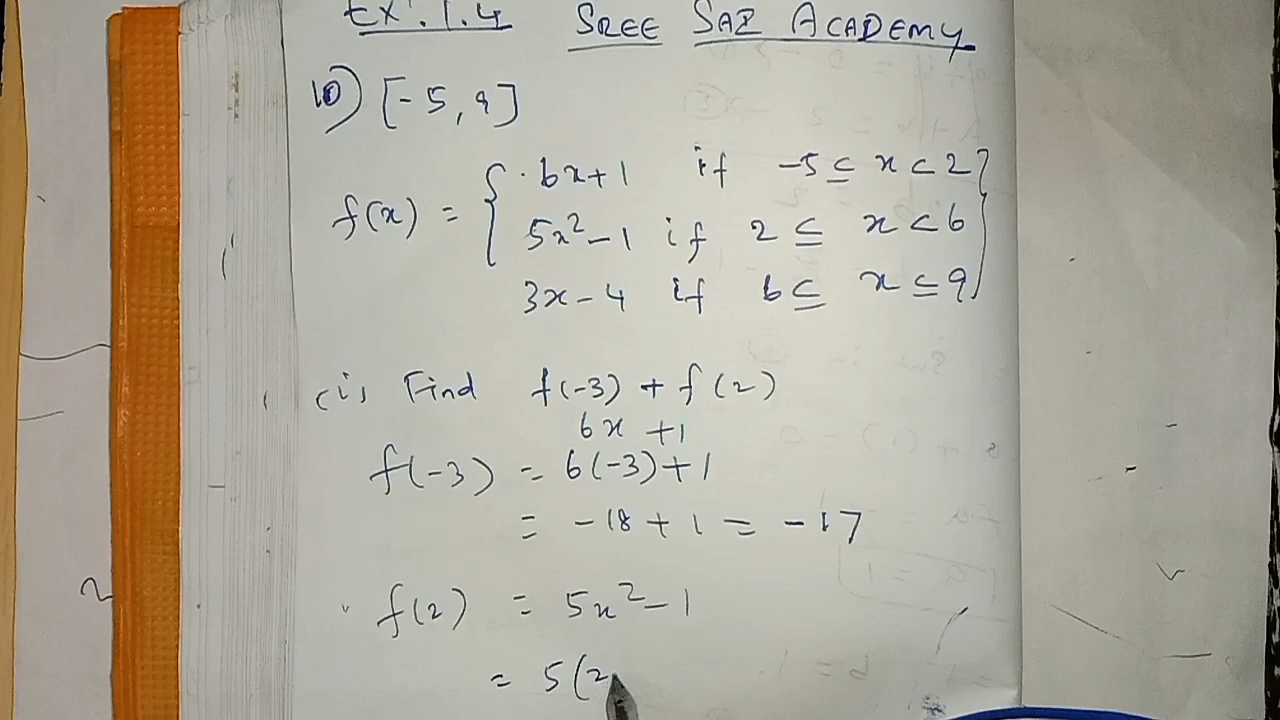 Ex. 1.4 SREE SAI ACADEMY
10) [-5, 9]
f(x) = { 6x+1 if -5 ≤ x < 2 }
5x²-1 if 2 ≤ x < 6
3x-4 if 6 ≤ x ≤ 9
(i) Find f(-3) + f(2)
6x +1
f(-3) = 6(-3)+1
= -18 + 1 = -17
f(2) = 5x²-1
= 5(2